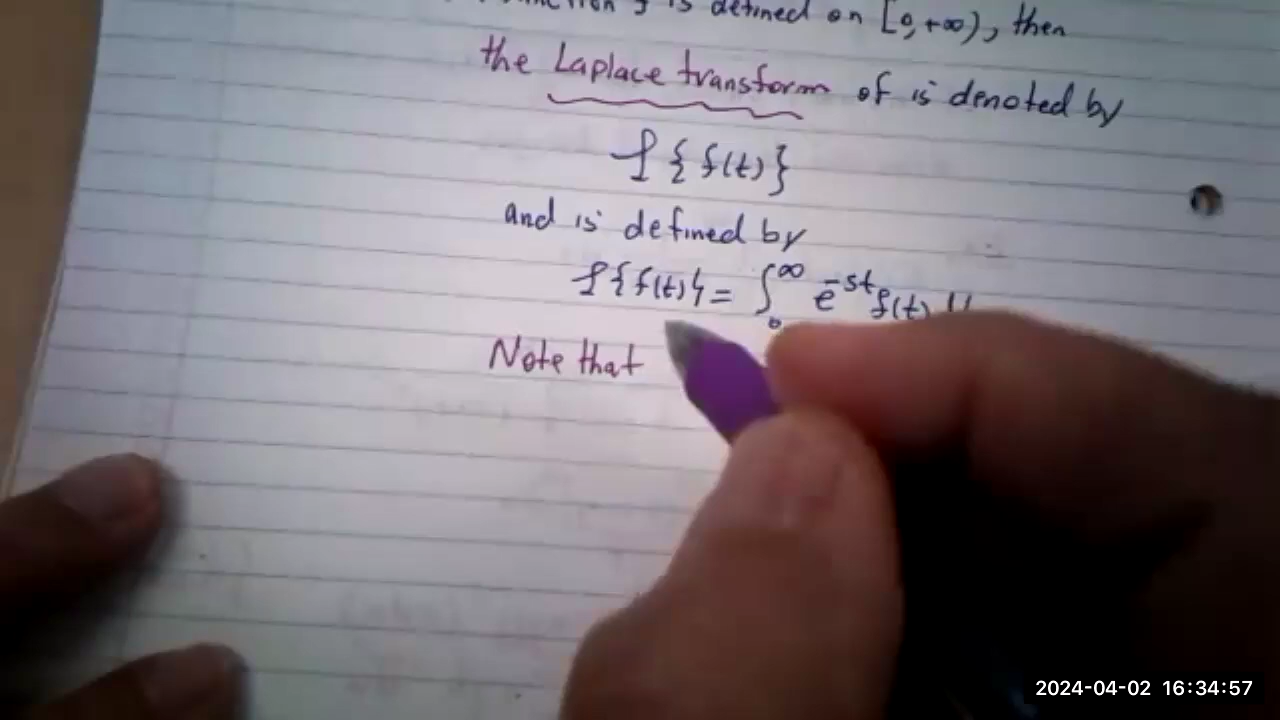 is defined on [0,+∞), then
the Laplace transform of is denoted by
ℒ{f(t)}
and is defined by
ℒ{f(t)} = ∫₀^∞ e^-st f(t)
Note that
2024-04-02 16:34:57